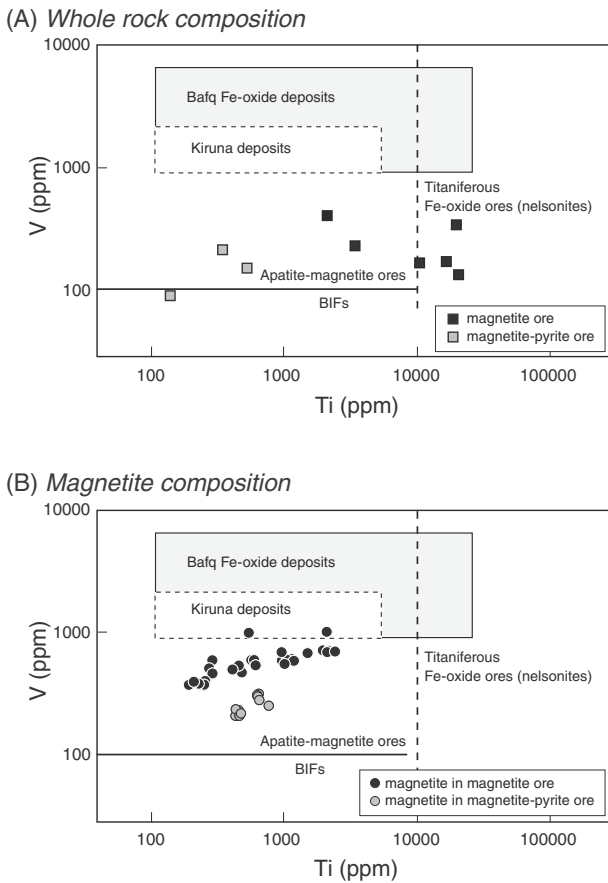 (A) Whole rock composition
10000
Bafq Fe-oxide deposits
Kiruna deposits
1000
Titaniferous
Fe-oxide ores (nelsonites)
V (ppm)
Apatite-magnetite ores
100
BIFs
magnetite ore
magnetite-pyrite ore
100 1000 10000 100000
Ti (ppm)
(B) Magnetite composition
10000
Bafq Fe-oxide deposits
Kiruna deposits
1000
Titaniferous
Fe-oxide ores (nelsonites)
V (ppm)
Apatite-magnetite ores
100
BIFs
magnetite in magnetite ore
magnetite in magnetite-pyrite ore
100 1000 10000 100000
Ti (ppm)